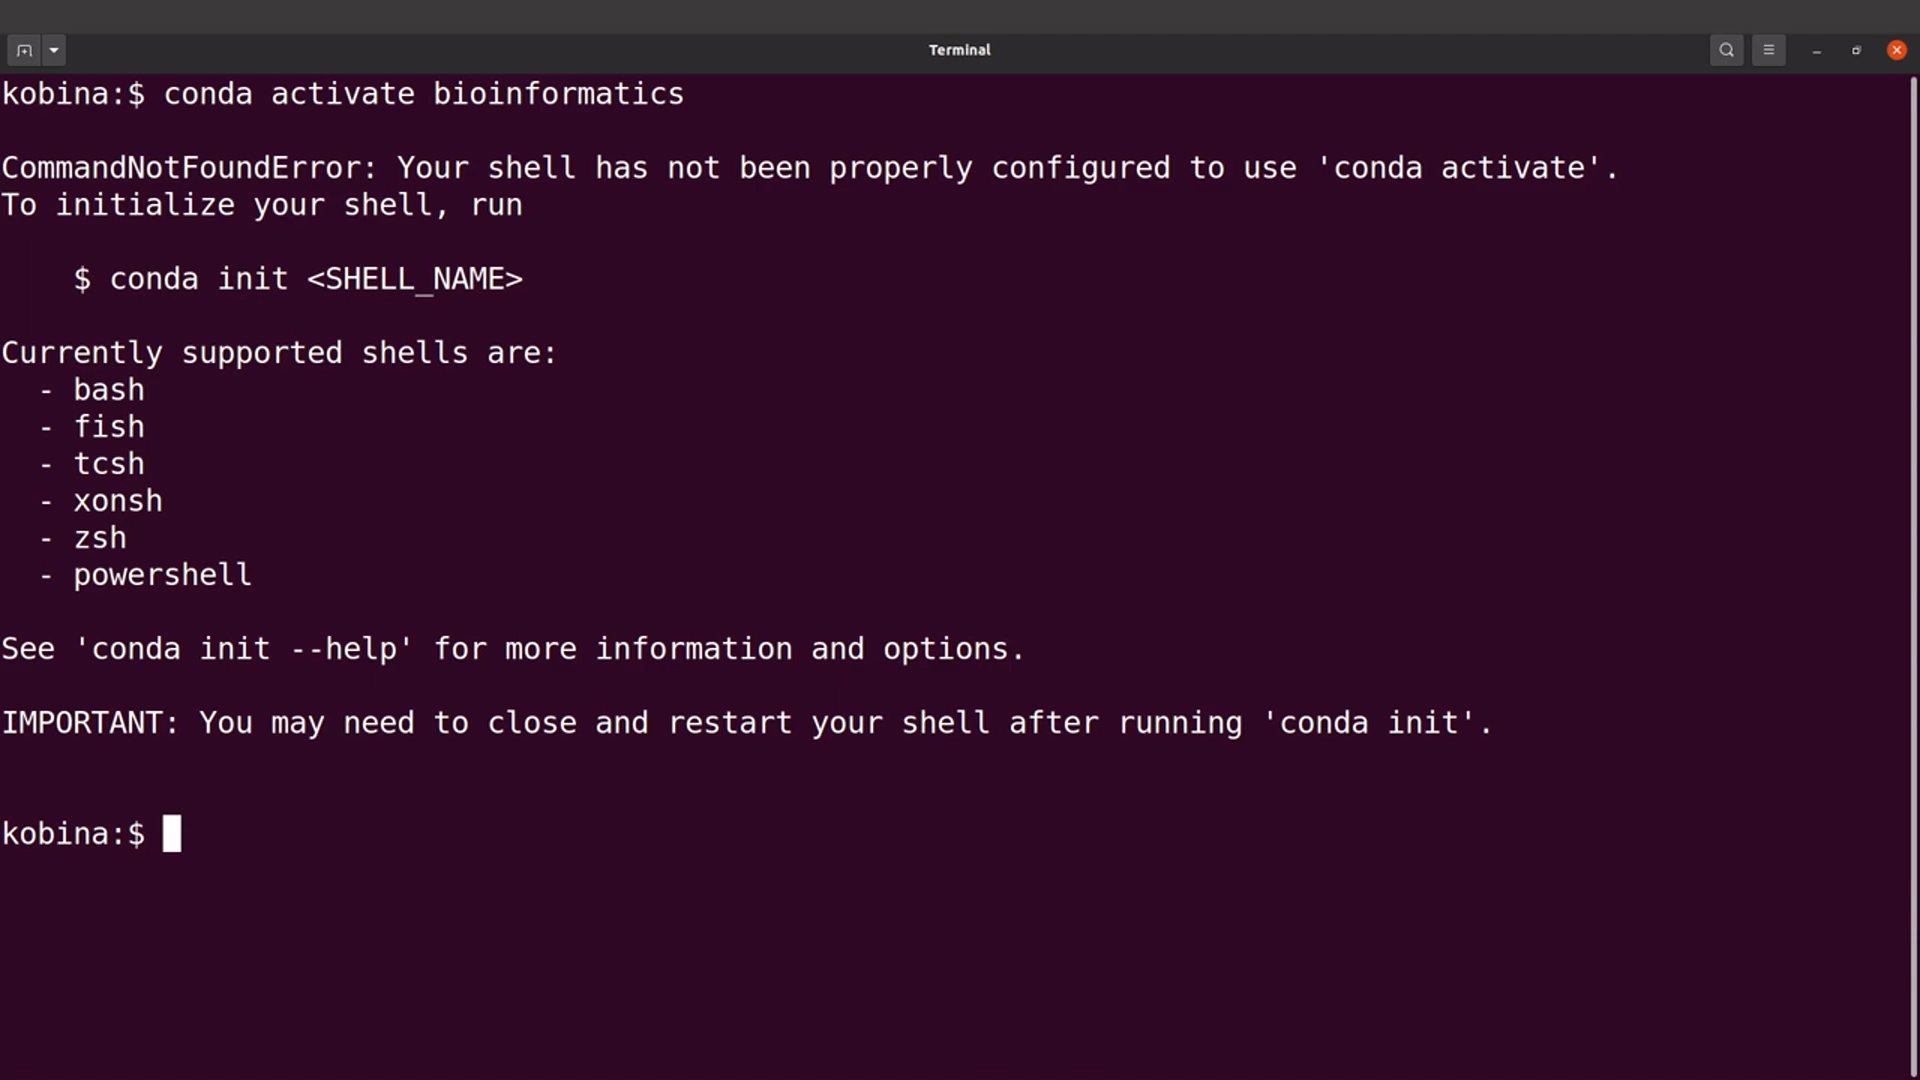 Terminal
kobina:$ conda activate bioinformatics
CommandNotFoundError: Your shell has not been properly configured to use 'conda activate'.
To initialize your shell, run
$ conda init <SHELL_NAME>
Currently supported shells are:
- bash
- fish
- tcsh
- xonsh
- zsh
- powershell
See 'conda init --help' for more information and options.
IMPORTANT: You may need to close and restart your shell after running 'conda init'.
kobina:$